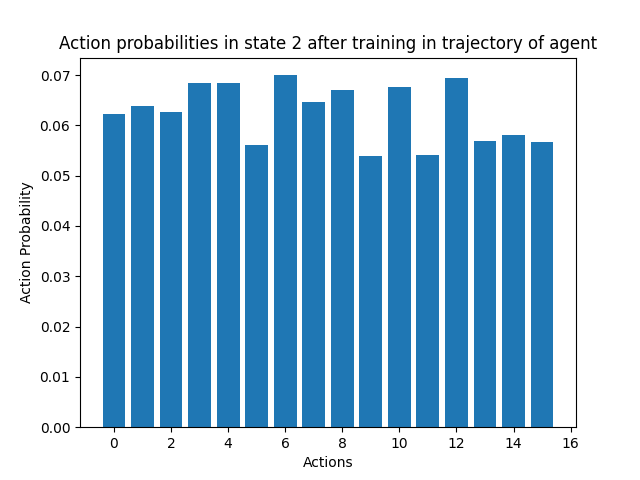 Action probabilities in state 2 after training in trajectory of agent
0.07
0.06
0.05
0.04
0.03
0.02
0.01
0.00
Action Probability
0 2 4 6 8 10 12 14 16
Actions